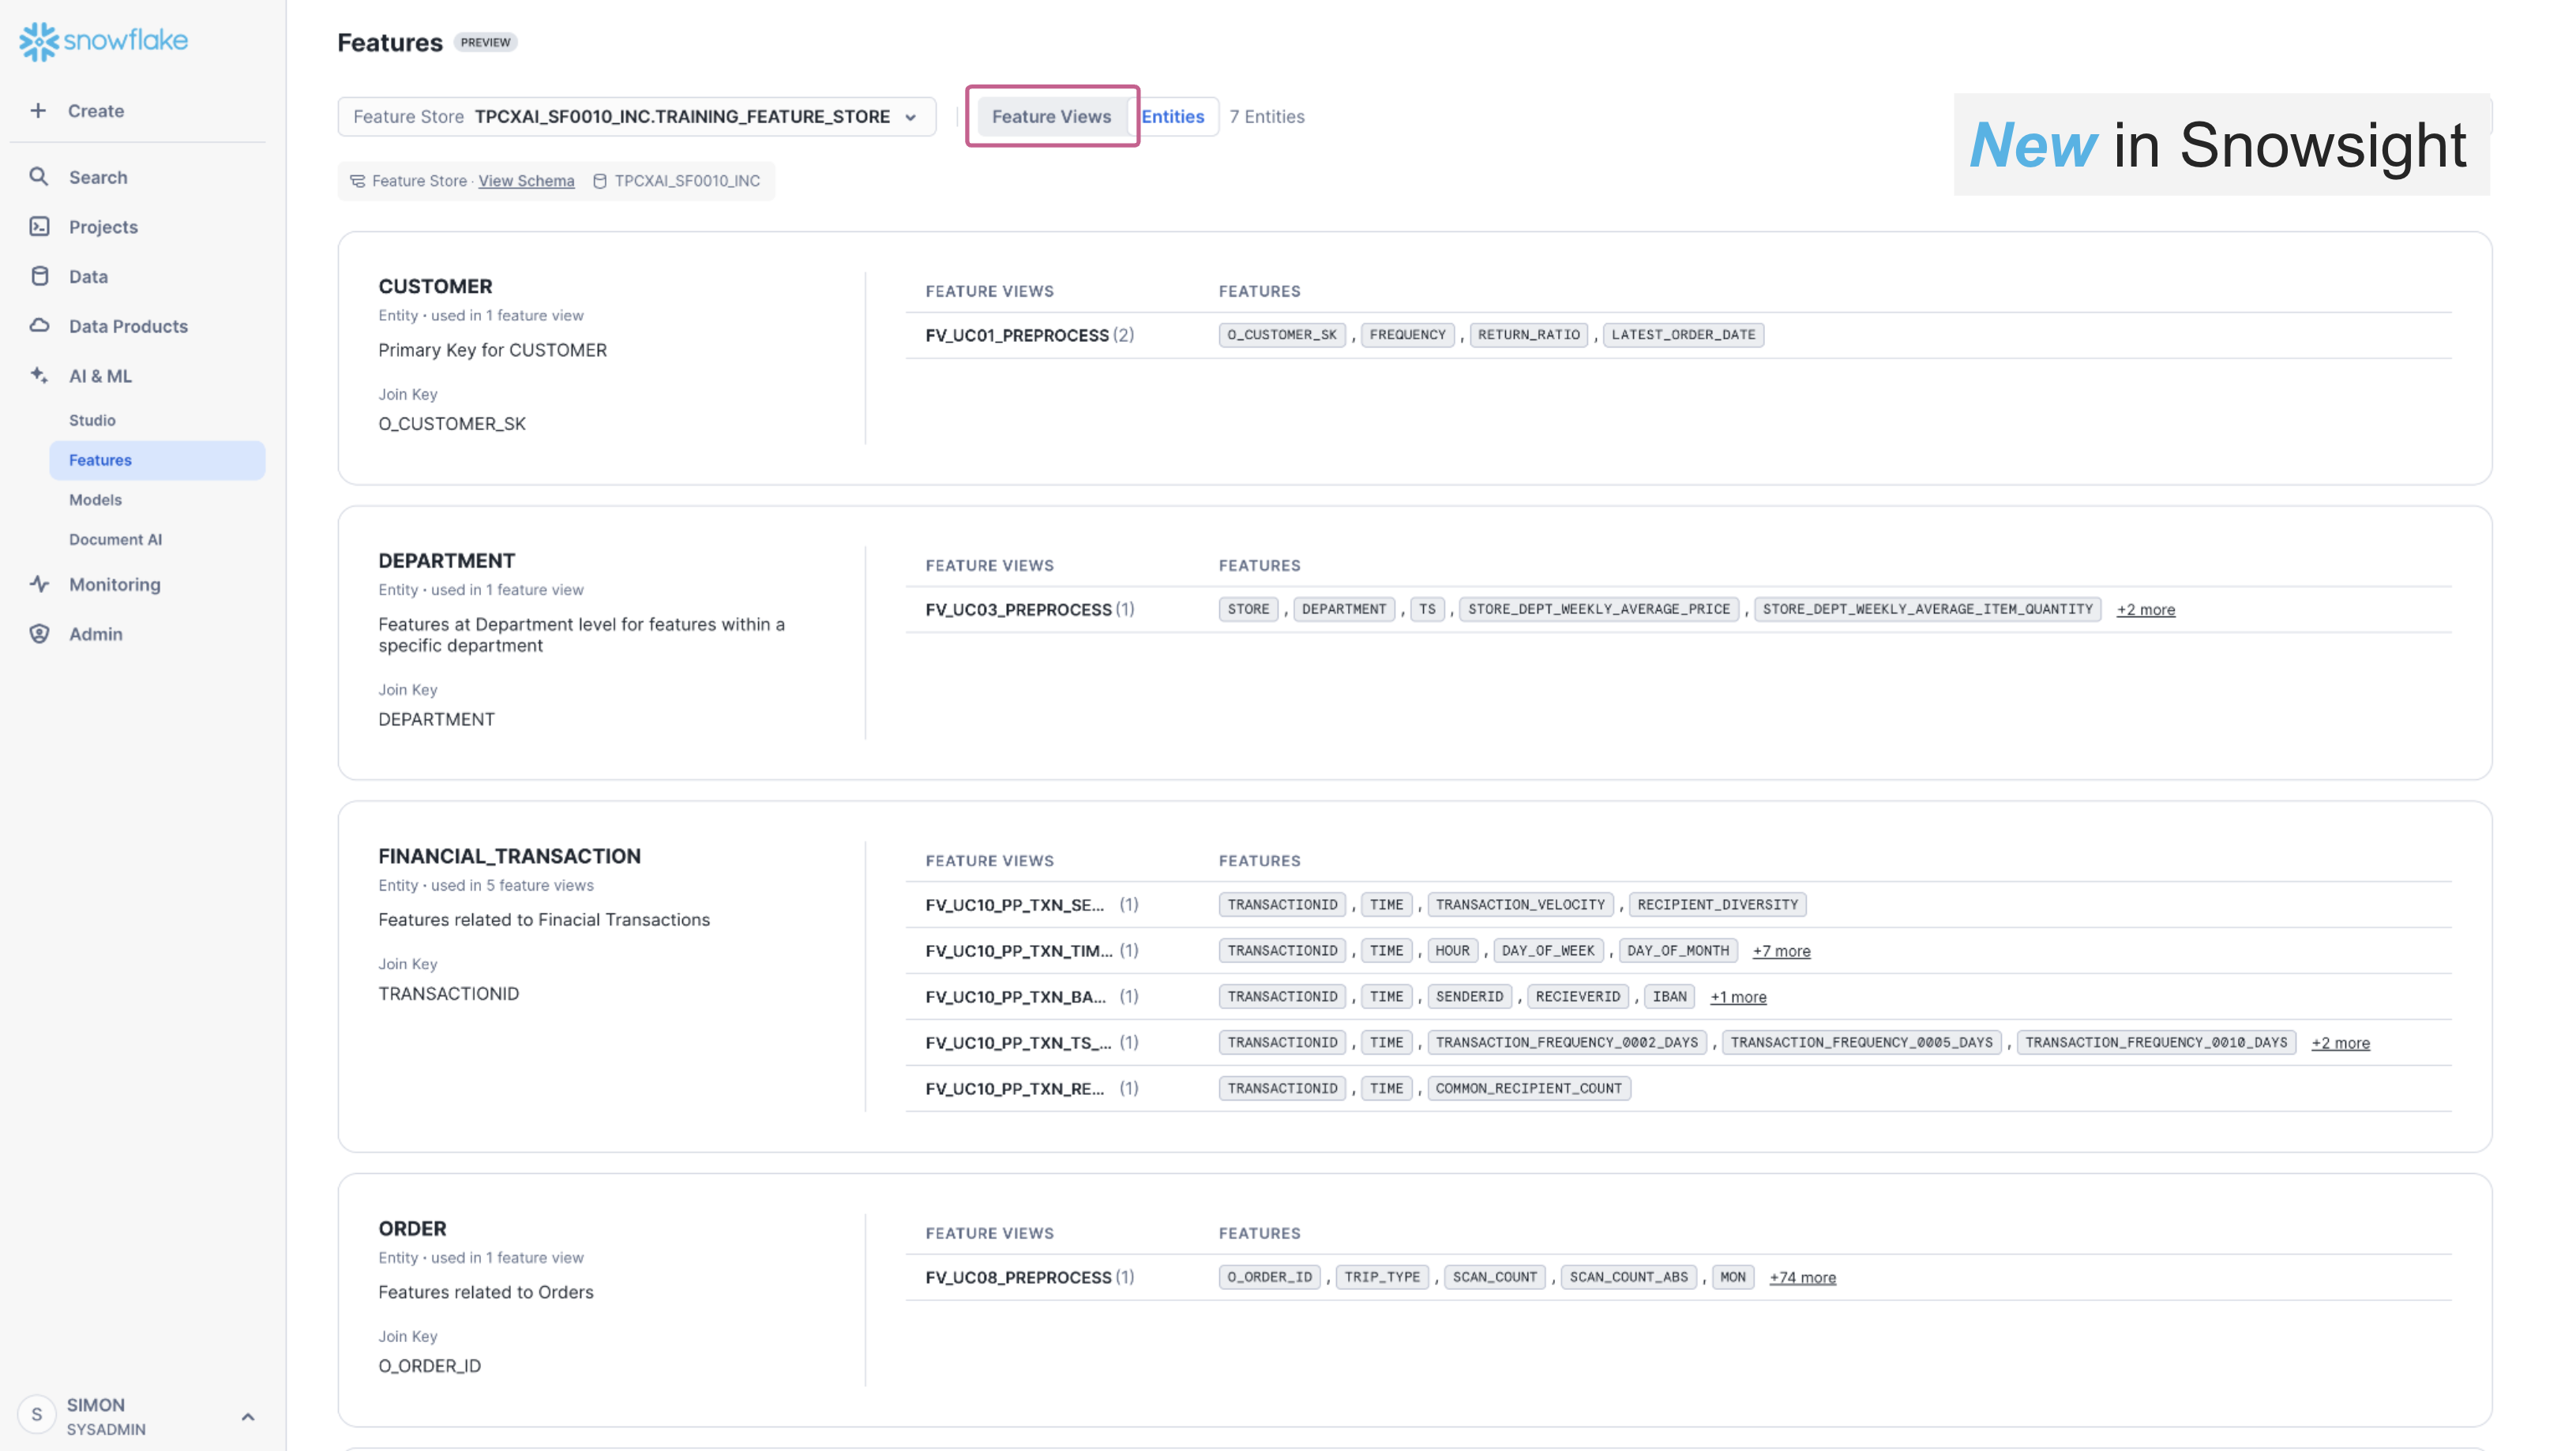 snowflake
Create
Search
Projects
Data
Data Products
AI & ML
Studio
Features
Models
Document AI
Monitoring
Admin
S
SIMON
SYSADMIN
Features PREVIEW
Feature Store TPCXAI_SF0010_INC.TRAINING_FEATURE_STORE Feature Views Entities 7 Entities
New in Snowsight
Feature Store · View Schema TPCXAI_SF0010_INC
CUSTOMER
Entity • used in 1 feature view
Primary Key for CUSTOMER
Join Key
O_CUSTOMER_SK
FEATURE VIEWS FEATURES
FV_UC01_PREPROCESS (2) O_CUSTOMER_SK , FREQUENCY , RETURN_RATIO , LATEST_ORDER_DATE
DEPARTMENT
Entity • used in 1 feature view
Features at Department level for features within a
specific department
Join Key
DEPARTMENT
FEATURE VIEWS FEATURES
FV_UC03_PREPROCESS (1) STORE , DEPARTMENT , TS , STORE_DEPT_WEEKLY_AVERAGE_PRICE , STORE_DEPT_WEEKLY_AVERAGE_ITEM_QUANTITY +2 more
FINANCIAL_TRANSACTION
Entity • used in 5 feature views
Features related to Finacial Transactions
Join Key
TRANSACTIONID
FEATURE VIEWS FEATURES
FV_UC10_PP_TXN_SE... (1) TRANSACTIONID , TIME , TRANSACTION_VELOCITY , RECIPIENT_DIVERSITY
FV_UC10_PP_TXN_TIM... (1) TRANSACTIONID , TIME , HOUR , DAY_OF_WEEK , DAY_OF_MONTH +7 more
FV_UC10_PP_TXN_BA... (1) TRANSACTIONID , TIME , SENDERID , RECIEVERID , IBAN +1 more
FV_UC10_PP_TXN_TS_... (1) TRANSACTIONID , TIME , TRANSACTION_FREQUENCY_0002_DAYS , TRANSACTION_FREQUENCY_0005_DAYS , TRANSACTION_FREQUENCY_0010_DAYS +2 more
FV_UC10_PP_TXN_RE... (1) TRANSACTIONID , TIME , COMMON_RECIPIENT_COUNT
ORDER
Entity • used in 1 feature view
Features related to Orders
Join Key
O_ORDER_ID
FEATURE VIEWS FEATURES
FV_UC08_PREPROCESS (1) O_ORDER_ID , TRIP_TYPE , SCAN_COUNT , SCAN_COUNT_ABS , MON +74 more